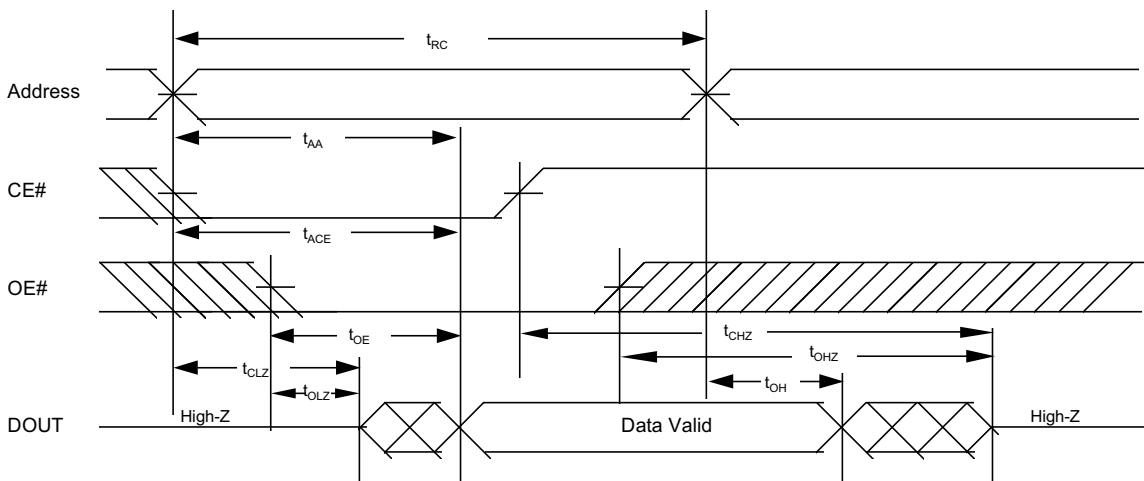 tRC
Address
tAA
CE#
tACE
OE#
tOE
tCHZ
tCLZ
tOHZ
tOLZ
tOH
DOUT
High-Z
Data Valid
High-Z